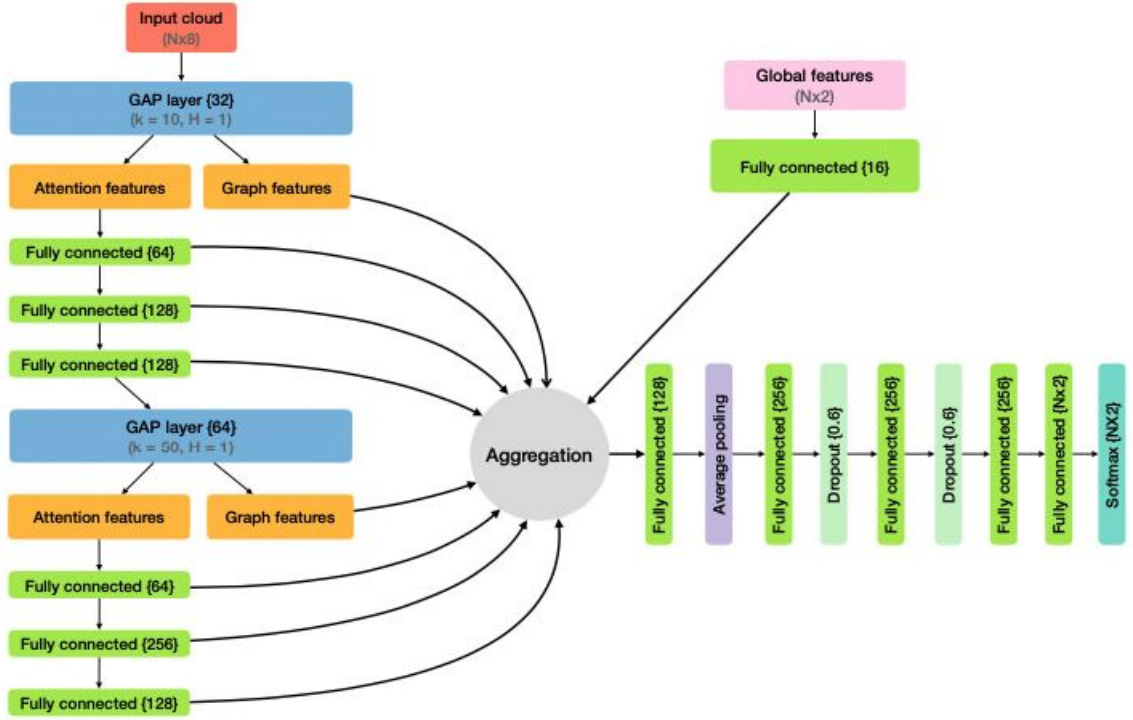 Input cloud
(Nx8)
GAP layer {32}
(k = 10, H = 1)
Attention features
Graph features
Fully connected {64}
Fully connected {128}
Fully connected {128}
GAP layer {64}
(k = 50, H = 1)
Attention features
Graph features
Fully connected {64}
Fully connected {256}
Fully connected {128}
Global features
(Nx2)
Fully connected {16}
Aggregation
Fully connected {128}
Average pooling
Fully connected {256}
Dropout {0.6}
Fully connected {256}
Dropout {0.6}
Fully connected {256}
Fully connected {Nx2}
Softmax {NX2}